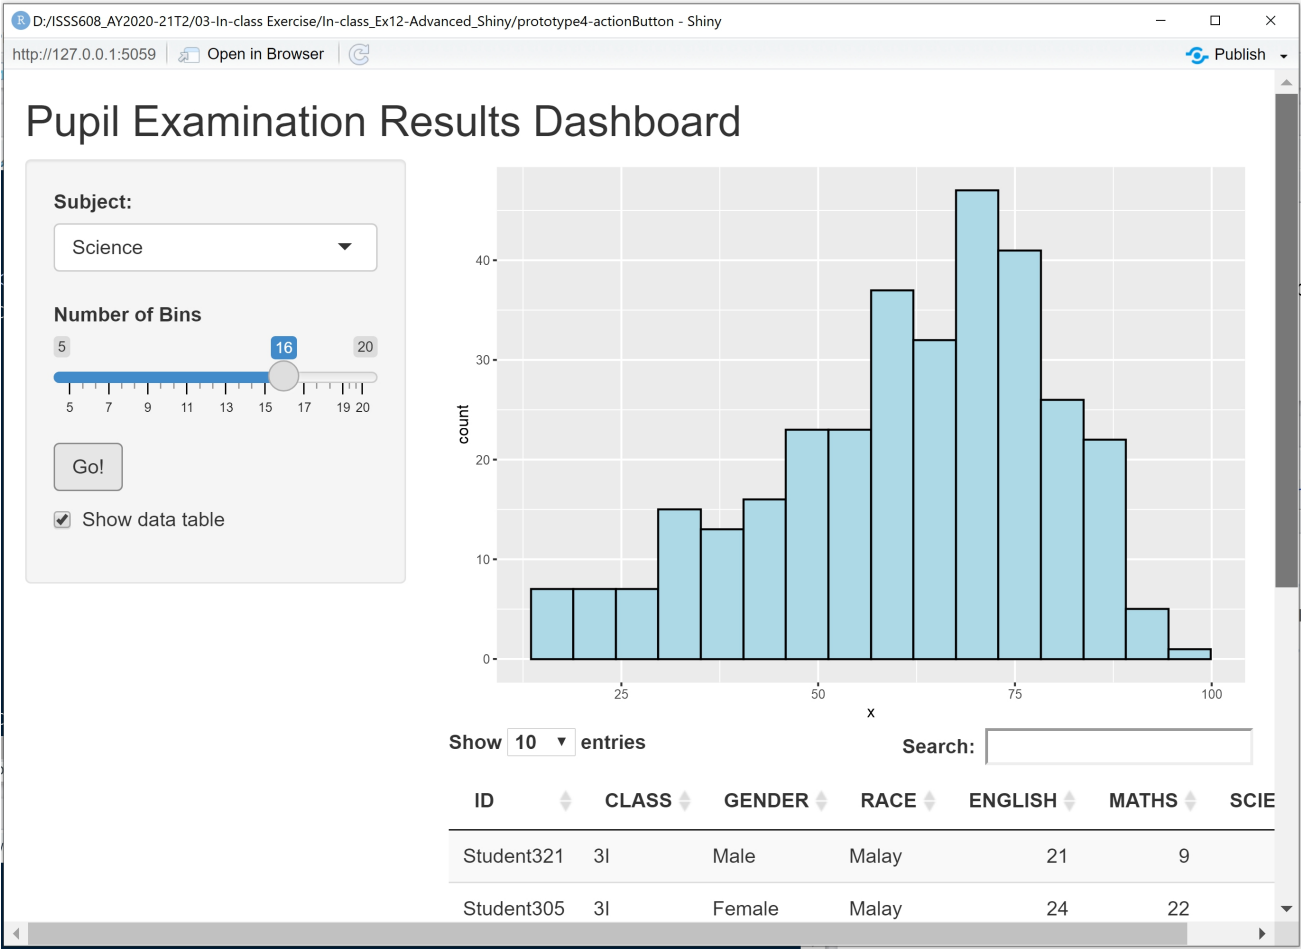 R D:/ISSS608_AY2020-21T2/03-In-class Exercise/In-class_Ex12-Advanced_Shiny/prototype4-actionButton - Shiny
http://127.0.0.1:5059 Open in Browser Publish
Pupil Examination Results Dashboard
Subject:
Science
Number of Bins
5 16 20
5 7 9 11 13 15 17 19 20
Go!
Show data table
40
30
20
10
0
count
25 50 75 100
x
Show 10 entries Search:
ID CLASS GENDER RACE ENGLISH MATHS SCIE
Student321 3I Male Malay 21 9
Student305 3I Female Malay 24 22